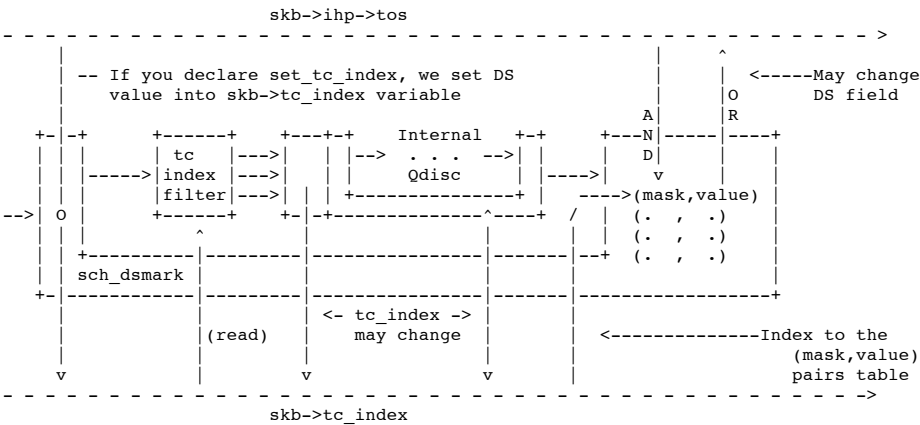 skb->ihp->tos
- - - - - - - - - - - - - - - - - - - - - - - - - - - - - - - - - - - - - - - - - - >
-- If you declare set_tc_index, we set DS
value into skb->tc_index variable
<-----May change
DS field
O
R
A
N
D
Internal
tc
index
filter
. . .
Qdisc
--> O
(mask,value)
(. , .)
(. , .)
(. , .)
sch_dsmark
<- tc_index ->
may change
(read)
<--------------Index to the
(mask,value)
pairs table
- - - - - - - - - - - - - - - - - - - - - - - - - - - - - - - - - - - - - - - - - ->
skb->tc_index